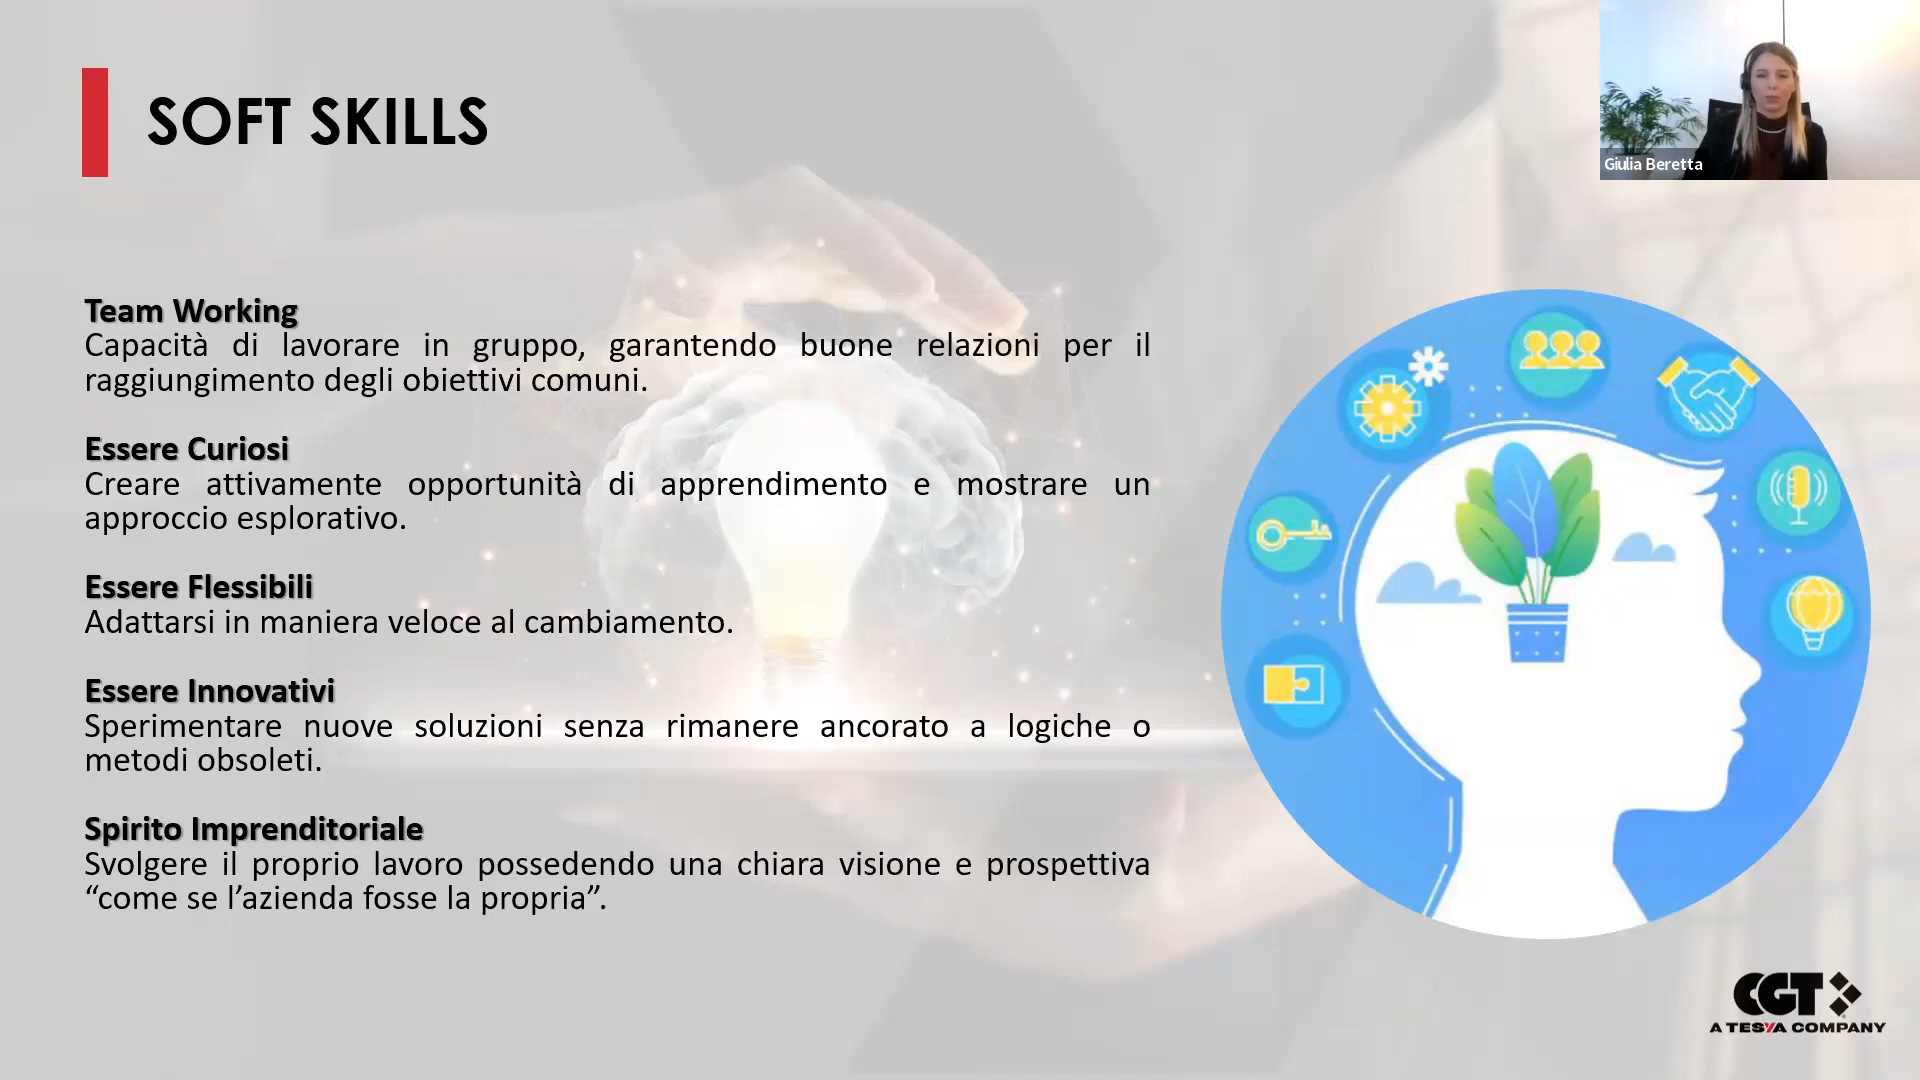 SOFT SKILLS
Giulia Beretta
Team Working
Capacità di lavorare in gruppo, garantendo buone relazioni per il
raggiungimento degli obiettivi comuni.
Essere Curiosi
Creare attivamente opportunità di apprendimento e mostrare un
approccio esplorativo.
Essere Flessibili
Adattarsi in maniera veloce al cambiamento.
Essere Innovativi
Sperimentare nuove soluzioni senza rimanere ancorato a logiche o
metodi obsoleti.
Spirito Imprenditoriale
Svolgere il proprio lavoro possedendo una chiara visione e prospettiva
“come se l’azienda fosse la propria”.
CGT
A TESYA COMPANY